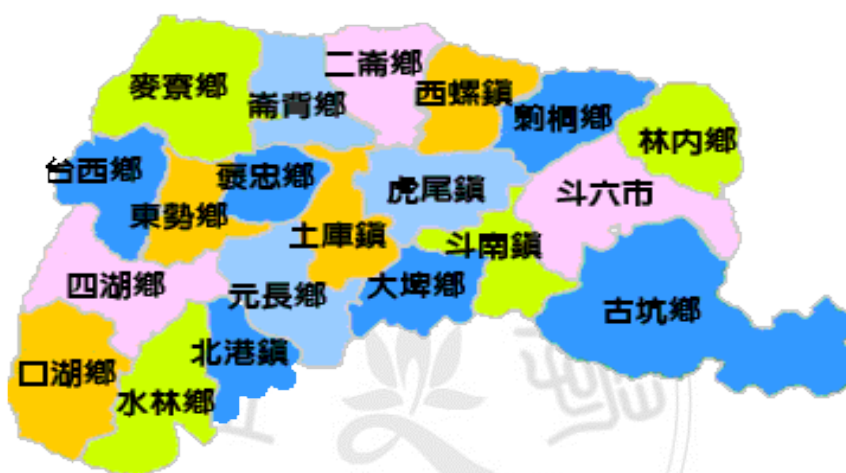 二崙鄉
麥寮鄉
崙背鄉
西螺鎮
莿桐鄉
林內鄉
台西鄉
褒忠鄉
虎尾鎮
斗六市
東勢鄉
土庫鎮
斗南鎮
四湖鄉
元長鄉
大埤鄉
古坑鄉
北港鎮
口湖鄉
水林鄉